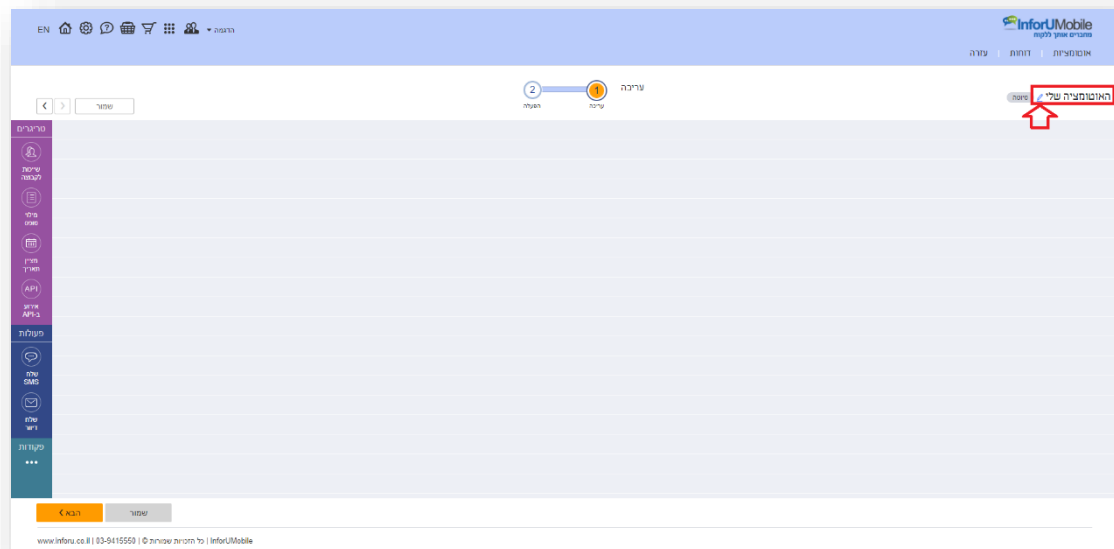 InforUMobile
מחברים אותך ללקוח
הדגמה
EN
אוטומציות | דוחות | עזרה
האוטומציה שלי
טיוטה
עריכה
1
2
עריכה
הפעלה
שמור
טריגרים
שייכות
לקבוצה
מילוי
טופס
מציין
תאריך
API
אירוע
ב-API
פעולות
שלח
SMS
שלח
דיוור
פקודות
שמור
הבא
InforUMobile | כל הזכויות שמורות © | 03-9415550 | www.inforu.co.il